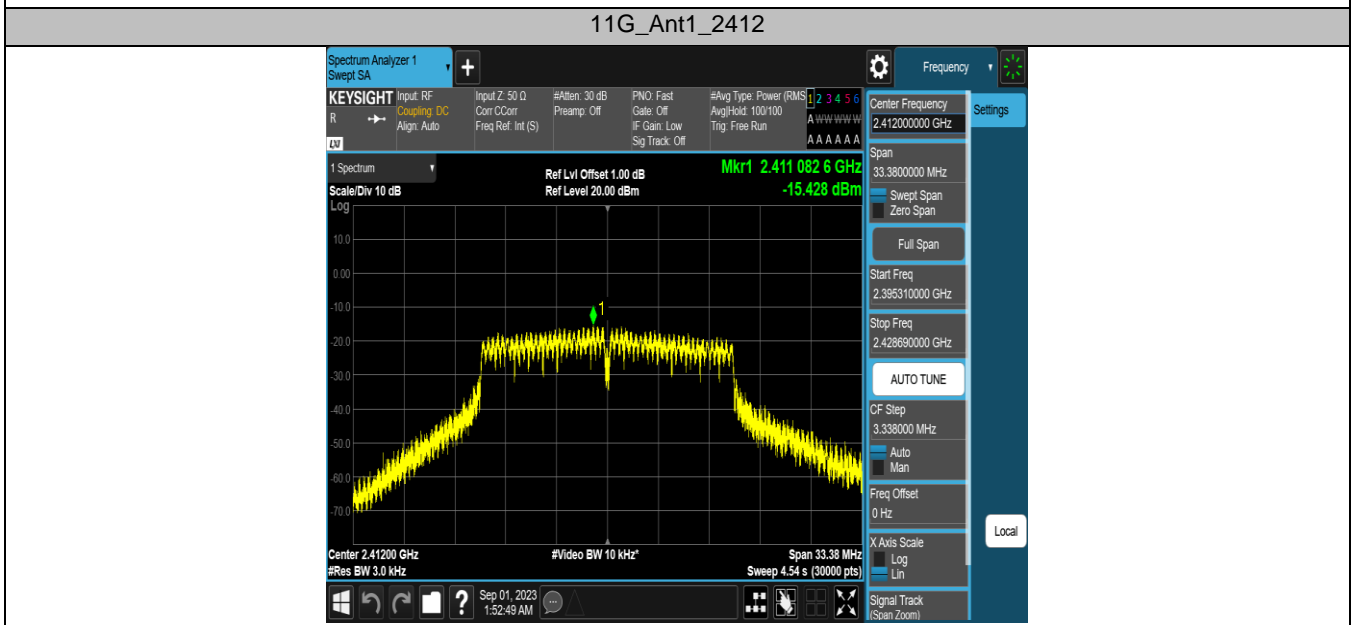 11G_Ant1_2412
Spectrum Analyzer 1
Swept SA
Frequency
KEYSIGHT
R
LXI
Input: RF
Coupling: DC
Align: Auto
Input Z: 50 Ω
Corr CCorr
Freq Ref: Int (S)
#Atten: 30 dB
Preamp: Off
PNO: Fast
Gate: Off
IF Gain: Low
Sig Track: Off
#Avg Type: Power (RMS
Avg|Hold: 100/100
Trig: Free Run
1 2 3 4 5 6
A W W W W W
A A A A A A
1 Spectrum
Scale/Div 10 dB
Log
Ref Lvl Offset 1.00 dB
Ref Level 20.00 dBm
Mkr1 2.411 082 6 GHz
-15.428 dBm
10.0
0.00
-10.0
-20.0
-30.0
-40.0
-50.0
-60.0
-70.0
1
Center 2.41200 GHz
#Res BW 3.0 kHz
#Video BW 10 kHz*
Span 33.38 MHz
Sweep 4.54 s (30000 pts)
Sep 01, 2023
1:52:49 AM
Center Frequency
2.412000000 GHz
Span
33.3800000 MHz
Swept Span
Zero Span
Full Span
Start Freq
2.395310000 GHz
Stop Freq
2.428690000 GHz
AUTO TUNE
CF Step
3.338000 MHz
Auto
Man
Freq Offset
0 Hz
X Axis Scale
Log
Lin
Signal Track
(Span Zoom)
Settings
Local